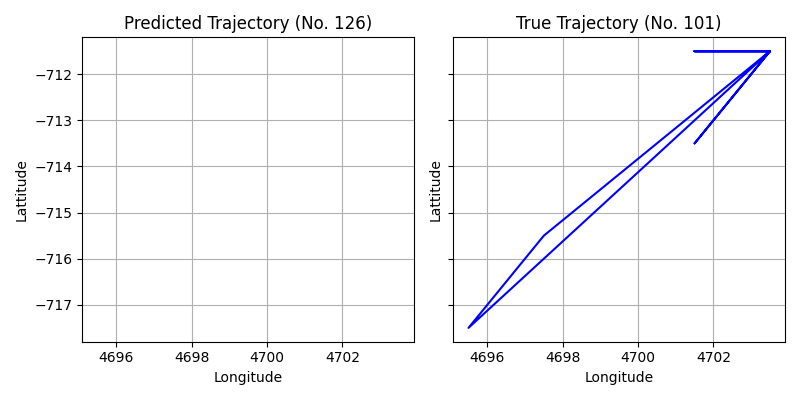 Predicted Trajectory (No. 126)
True Trajectory (No. 101)
Lattitude
−712
−713
−714
−715
−716
−717
4696
4698
4700
4702
Longitude
Lattitude
4696
4698
4700
4702
Longitude